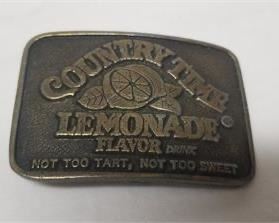 COUNTRY TIME
LEMONADE®
FLAVOR DRINK
NOT TOO TART, NOT TOO SWEET